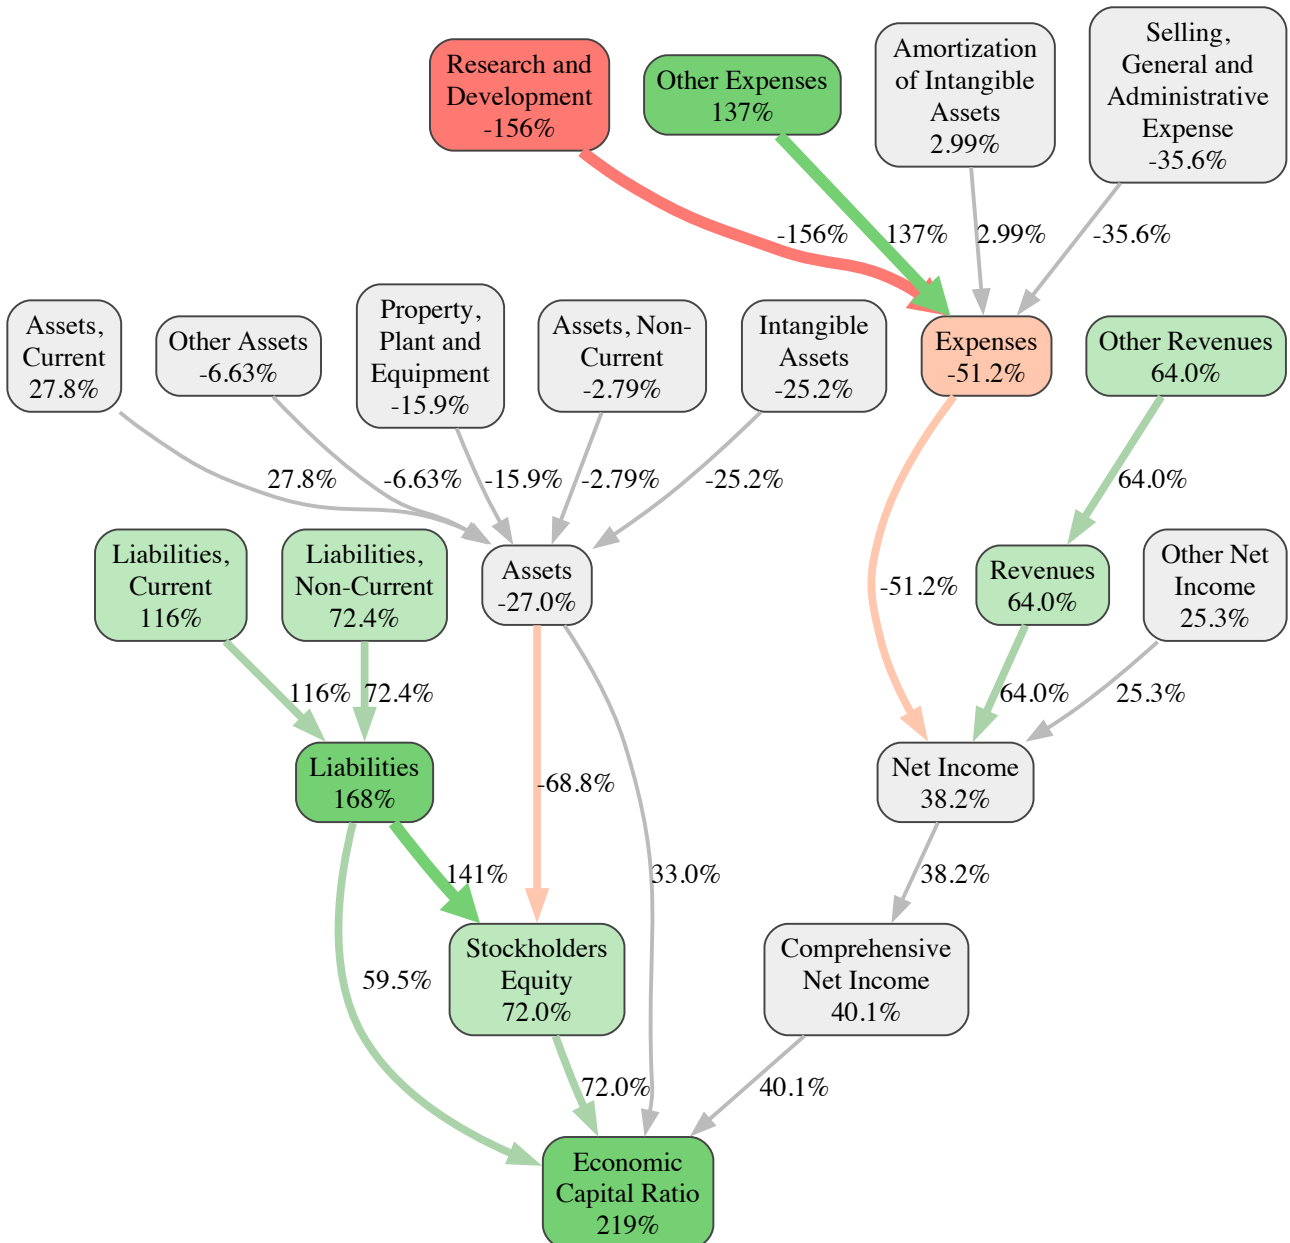 Research and
Development
-156%
Other Expenses
137%
Amortization
of Intangible
Assets
2.99%
Selling,
General and
Administrative
Expense
-35.6%
-156%
137%
2.99%
-35.6%
Assets,
Current
27.8%
Other Assets
-6.63%
Property,
Plant and
Equipment
-15.9%
Assets, Non-
Current
-2.79%
Intangible
Assets
-25.2%
Expenses
-51.2%
Other Revenues
64.0%
27.8%
-6.63%
-15.9%
-2.79%
-25.2%
64.0%
Liabilities,
Current
116%
Liabilities,
Non-Current
72.4%
Assets
-27.0%
-51.2%
Revenues
64.0%
Other Net
Income
25.3%
116%
72.4%
64.0%
25.3%
Liabilities
168%
-68.8%
Net Income
38.2%
141%
33.0%
38.2%
59.5%
Stockholders
Equity
72.0%
Comprehensive
Net Income
40.1%
72.0%
40.1%
Economic
Capital Ratio
219%